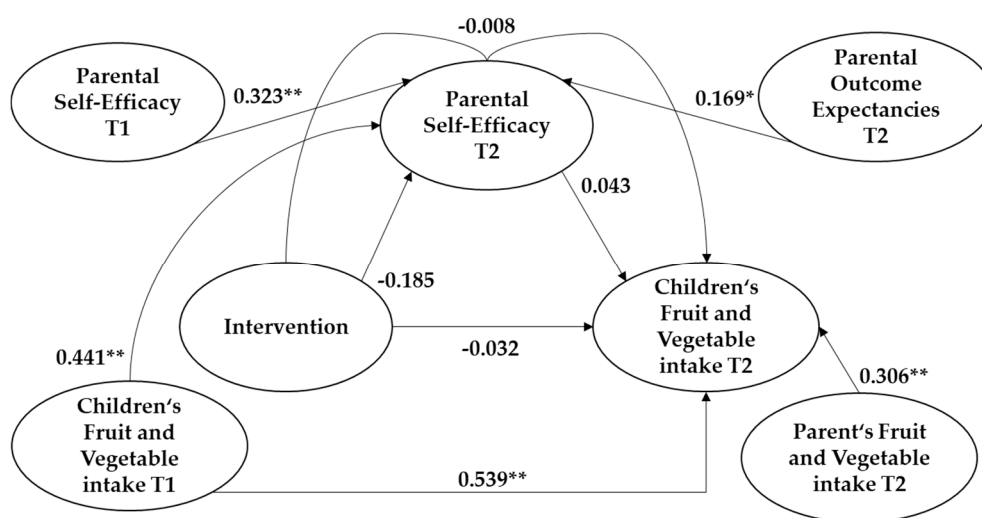 -0.008
Parental
Self-Efficacy
T1
0.323**
Parental
Self-Efficacy
T2
0.169*
Parental
Outcome
Expectancies
T2
0.043
-0.185
Intervention
-0.032
Children‘s
Fruit and
Vegetable
intake T2
0.441**
Children‘s
Fruit and
Vegetable
intake T1
0.539**
0.306**
Parent‘s Fruit
and Vegetable
intake T2